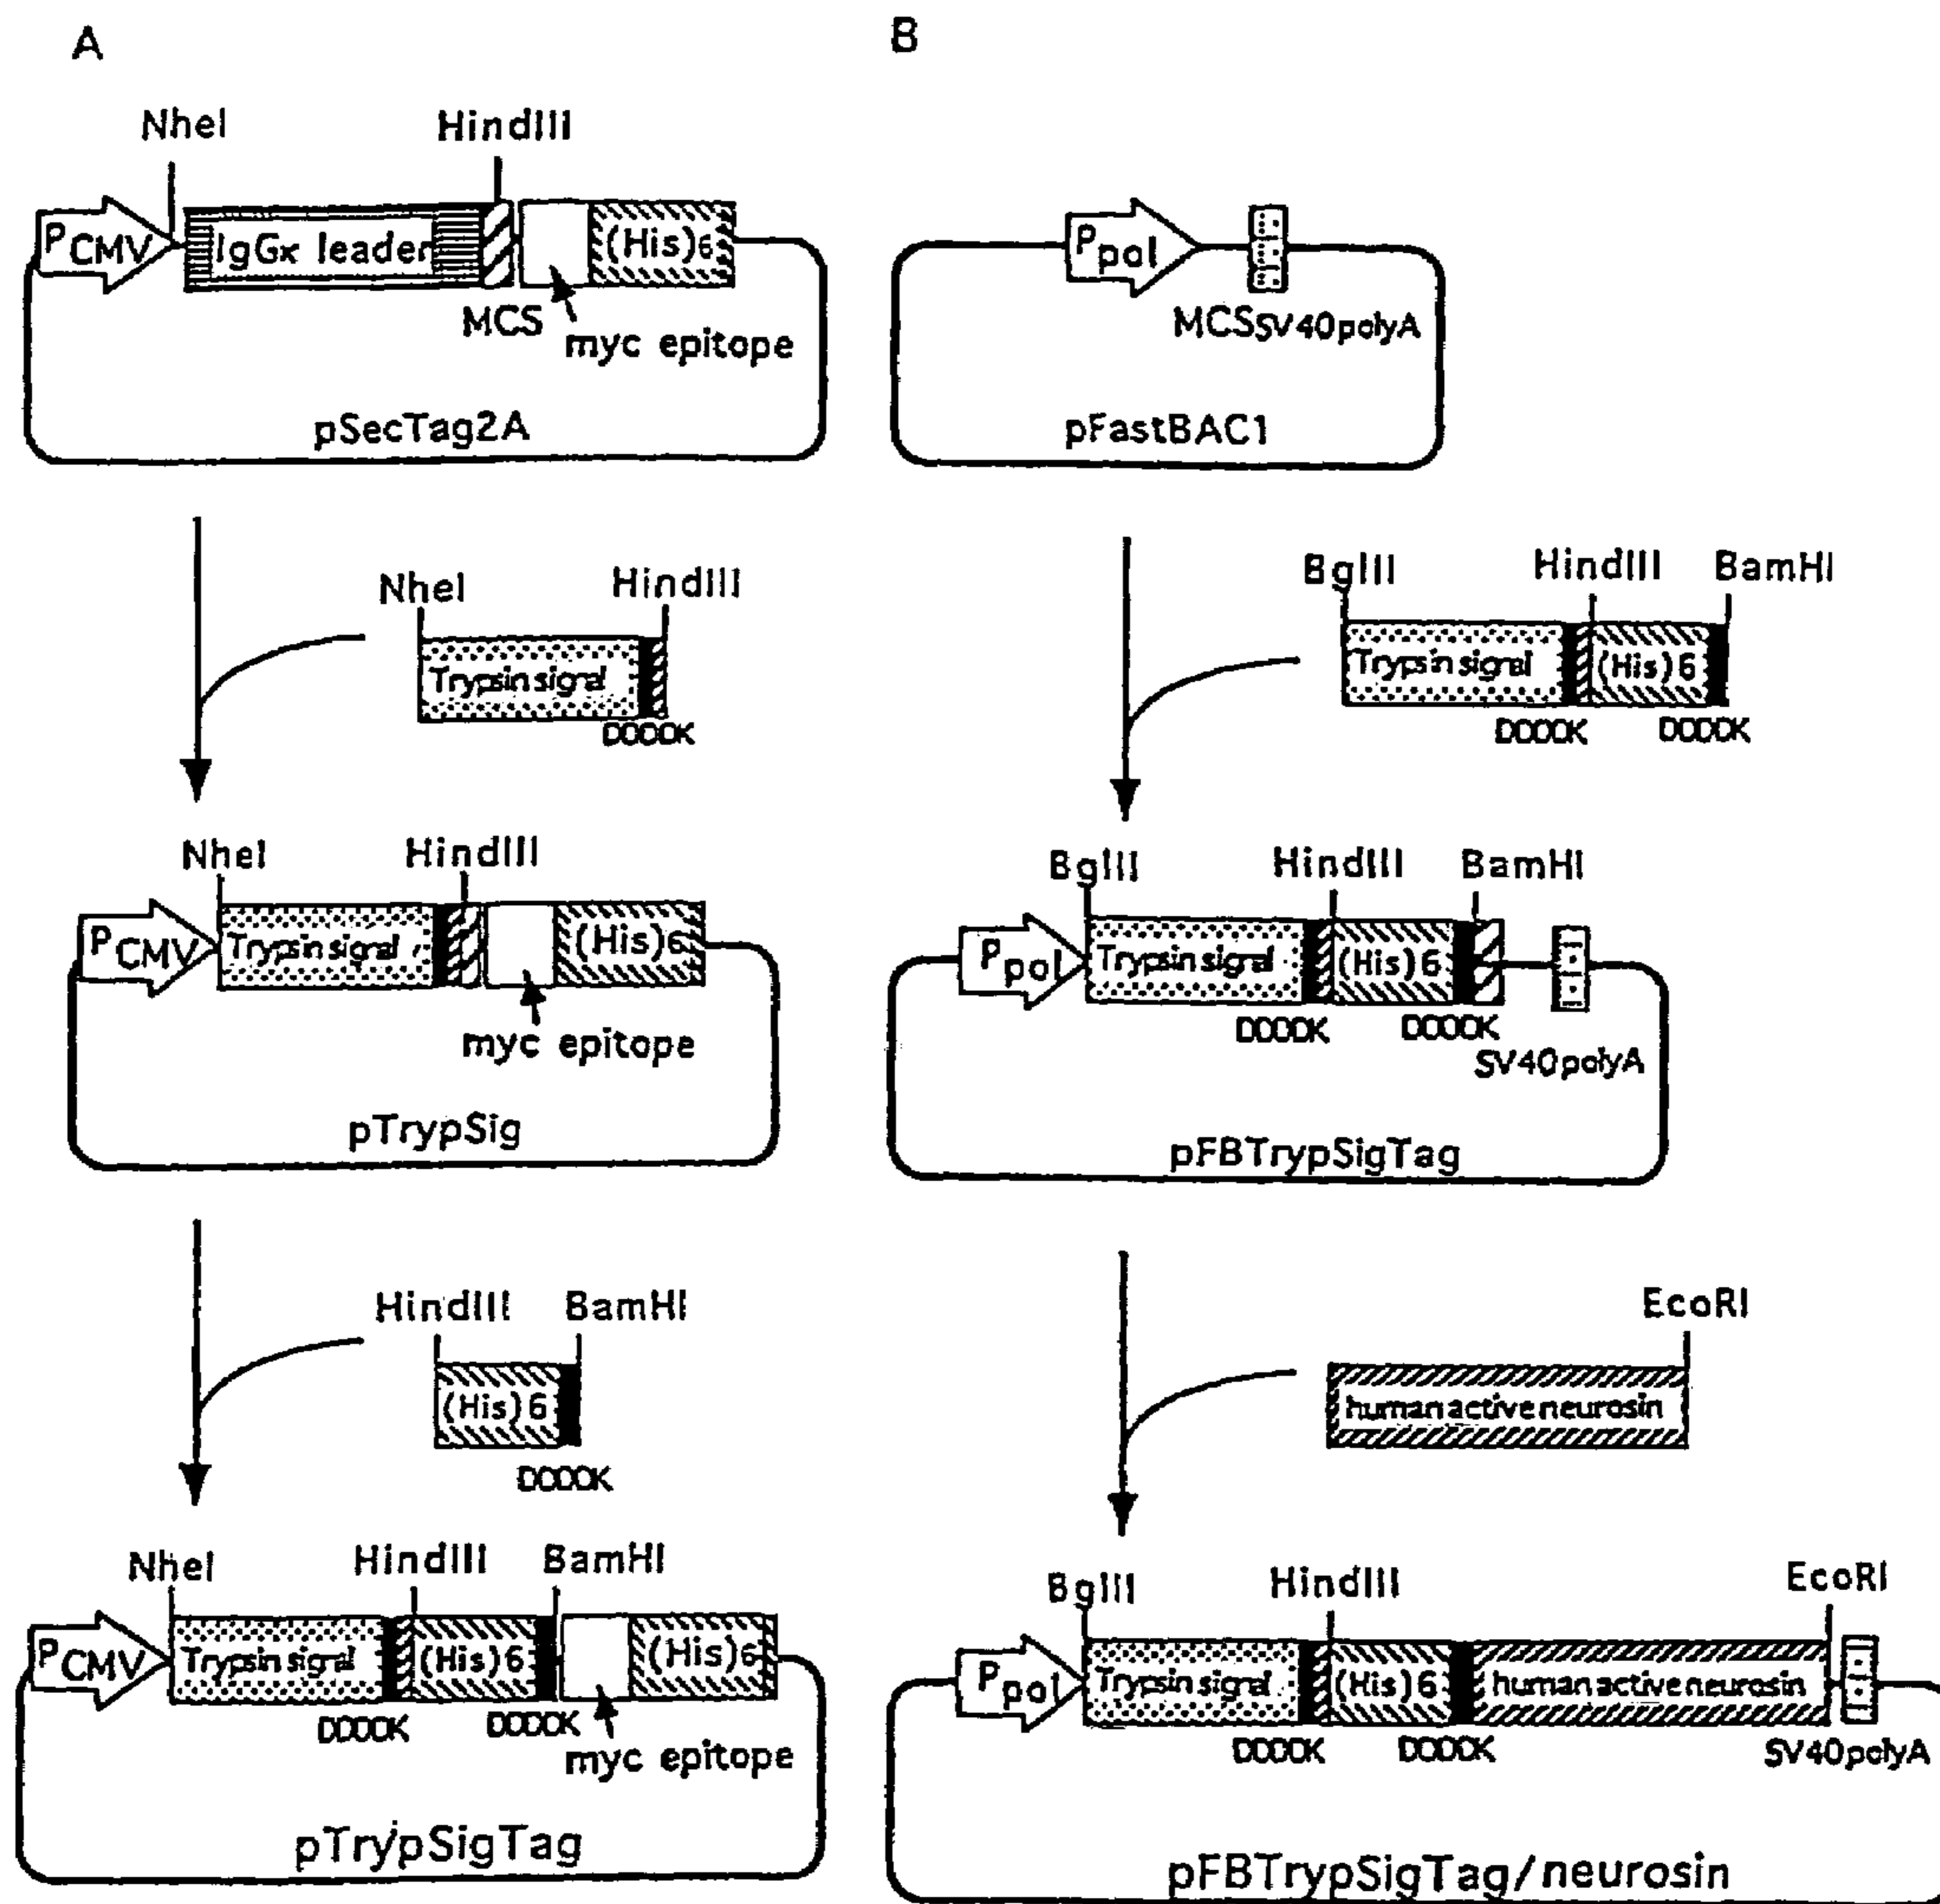 A
NheI
HindIII
PCMV
IgGκ leader
(His)6
MCS
myc epitope
pSecTag2A
NheI
HindIII
Trypsin signal
DDDDK
NheI
HindIII
PCMV
Trypsin signal
(His)6
myc epitope
pTrypSig
HindIII
BamHI
(His)6
DDDDK
NheI
HindIII
BamHI
PCMV
Trypsin signal
(His)6
(His)6
DDDDK
DDDDK
myc epitope
pTrypSigTag
B
Ppol
MCS
SV40polyA
pFastBAC1
BglII
HindIII
BamHI
Trypsin signal
(His)6
DDDDK
DDDDK
BglII
HindIII
BamHI
Ppol
Trypsin signal
(His)6
DDDDK
DDDDK
SV40polyA
pFBTrypSigTag
EcoRI
human active neurosin
BglII
HindIII
EcoRI
Ppol
Trypsin signal
(His)6
human active neurosin
DDDDK
DDDDK
SV40polyA
pFBTrypSigTag/neurosin